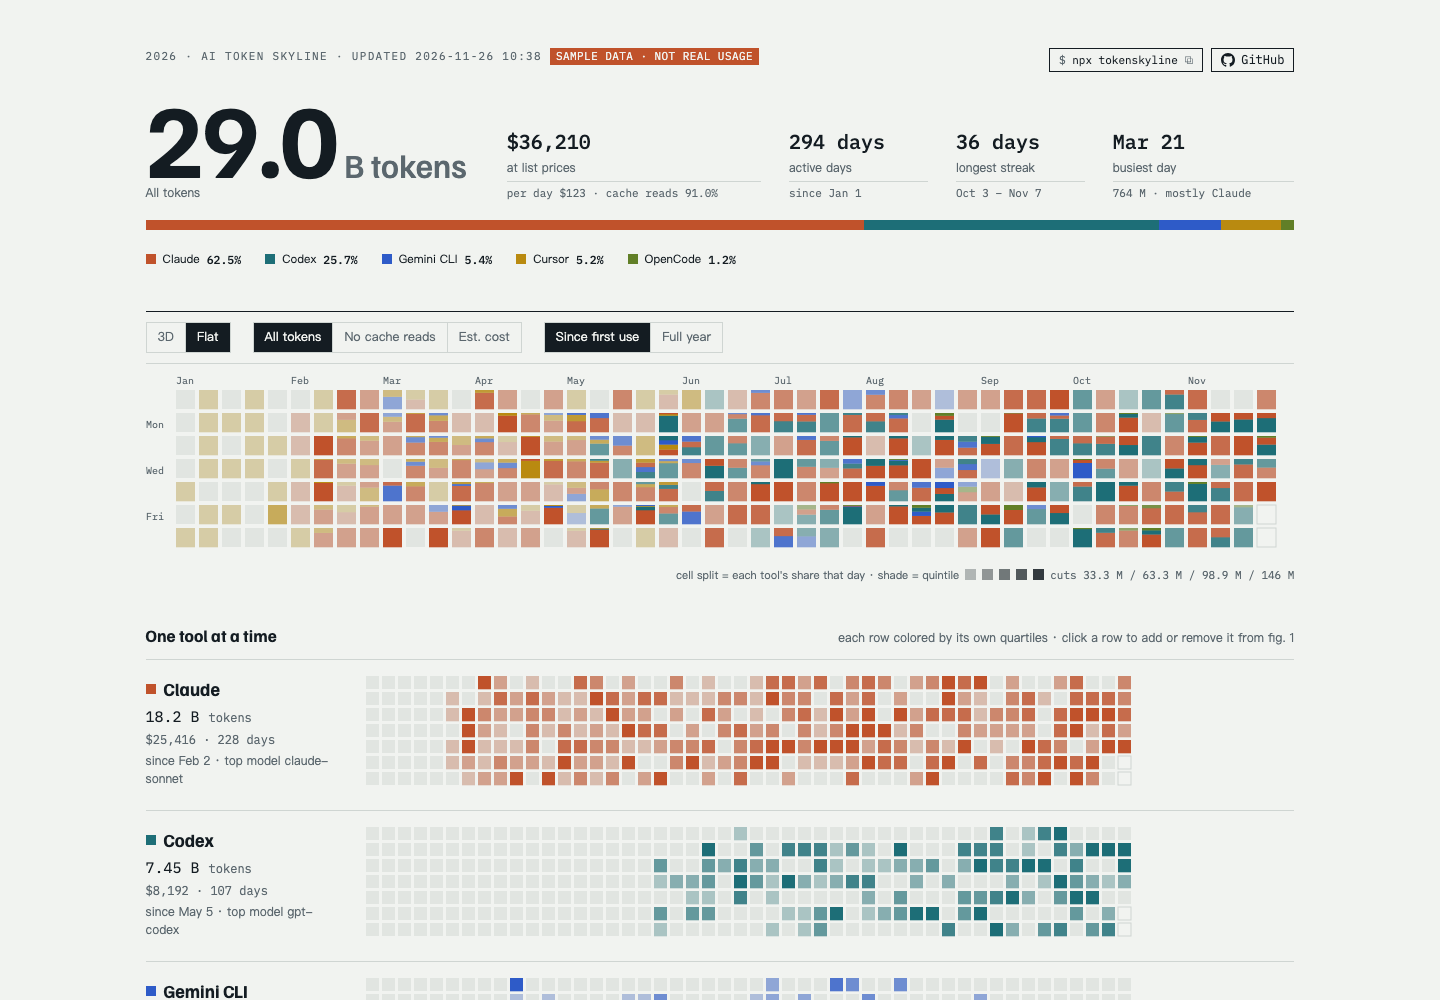 2026 · AI TOKEN SKYLINE · UPDATED 2026-11-26 10:38 SAMPLE DATA · NOT REAL USAGE
$ npx tokenskyline
GitHub
29.0 B tokens
All tokens
$36,210
at list prices
per day $123 · cache reads 91.0%
294 days
active days
since Jan 1
36 days
longest streak
Oct 3 – Nov 7
Mar 21
busiest day
764 M · mostly Claude
Claude 62.5% Codex 25.7% Gemini CLI 5.4% Cursor 5.2% OpenCode 1.2%
3D Flat All tokens No cache reads Est. cost Since first use Full year
Jan Feb Mar Apr May Jun Jul Aug Sep Oct Nov
Mon
Wed
Fri
cell split = each tool's share that day · shade = quintile cuts 33.3 M / 63.3 M / 98.9 M / 146 M
One tool at a time
each row colored by its own quartiles · click a row to add or remove it from fig. 1
Claude
18.2 B tokens
$25,416 · 228 days
since Feb 2 · top model claude-
sonnet
Codex
7.45 B tokens
$8,192 · 107 days
since May 5 · top model gpt-
codex
Gemini CLI